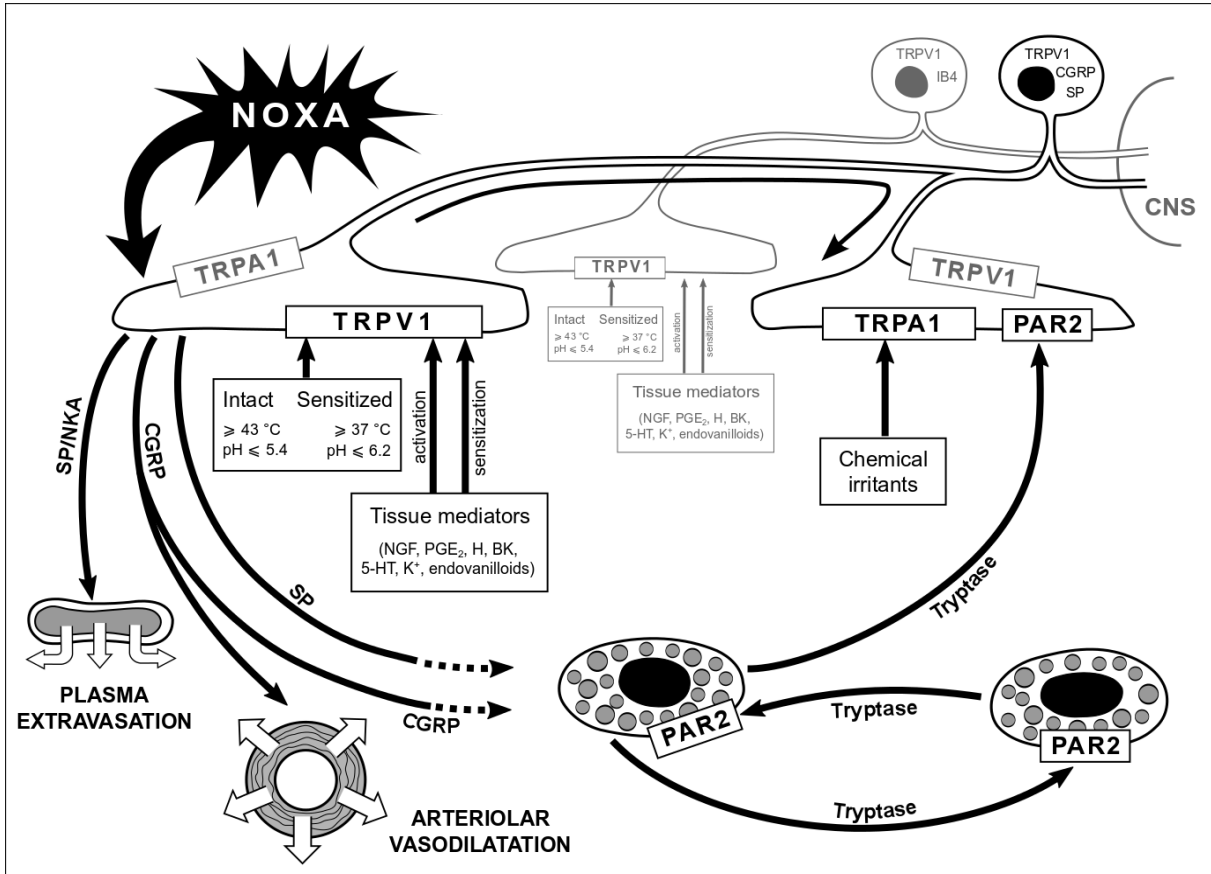 NOXA
TRPV1
IB4
TRPV1
CGRP
SP
CNS
TRPA1
TRPV1
Intact Sensitized
⩾ 43 °C ⩾ 37 °C
pH ⩽ 5.4 pH ⩽ 6.2
activation
sensitization
Tissue mediators
(NGF, PGE₂, H, BK,
5-HT, K⁺, endovanilloids)
TRPV1
Intact Sensitized
⩾ 43 °C ⩾ 37 °C
pH ⩽ 5.4 pH ⩽ 6.2
activation
sensitization
Tissue mediators
(NGF, PGE₂, H, BK,
5-HT, K⁺, endovanilloids)
TRPV1
TRPA1
PAR2
Chemical
irritants
SP/NKA
CGRP
SP
CGRP
PLASMA
EXTRAVASATION
ARTERIOLAR
VASODILATATION
Tryptase
PAR2
Tryptase
PAR2
Tryptase